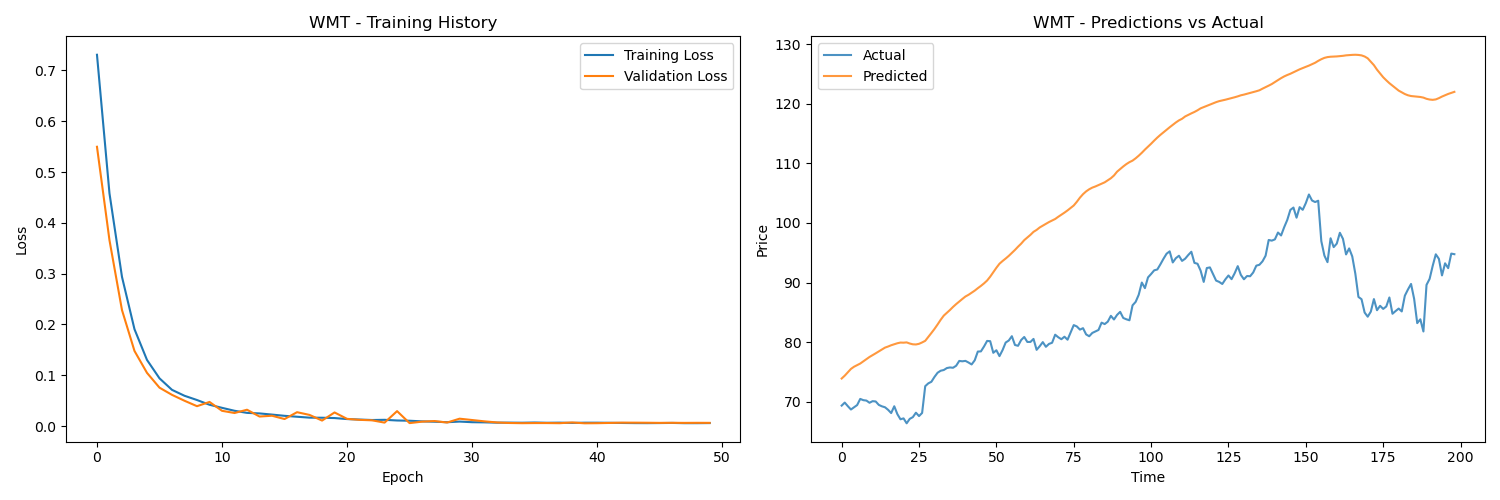 WMT - Training History
Training Loss
Validation Loss
0.7
0.6
0.5
0.4
0.3
0.2
0.1
0.0
Loss
0 10 20 30 40 50
Epoch
WMT - Predictions vs Actual
Actual
Predicted
130
120
110
100
90
80
70
Price
0 25 50 75 100 125 150 175 200
Time